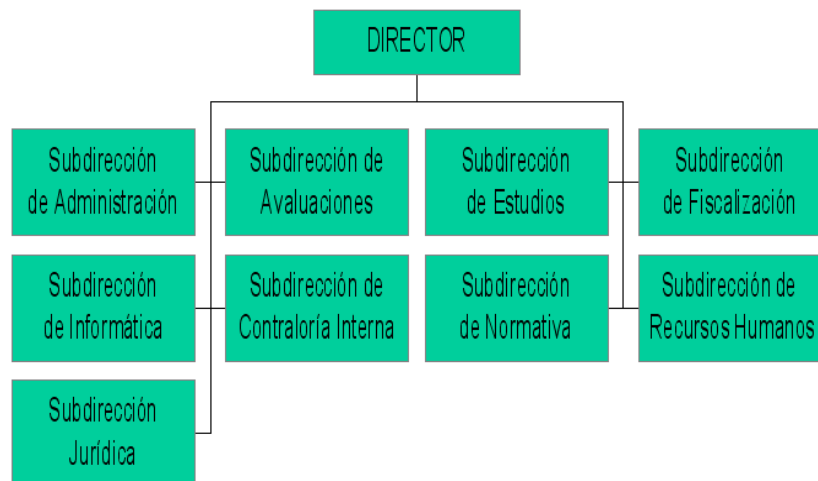 DIRECTOR
Subdirección
de Administración
Subdirección de
Avaluaciones
Subdirección
de Estudios
Subdirección
de Fiscalización
Subdirección
de Informática
Subdirección de
Contraloría Interna
Subdirección
de Normativa
Subdirección de
Recursos Humanos
Subdirección
Jurídica